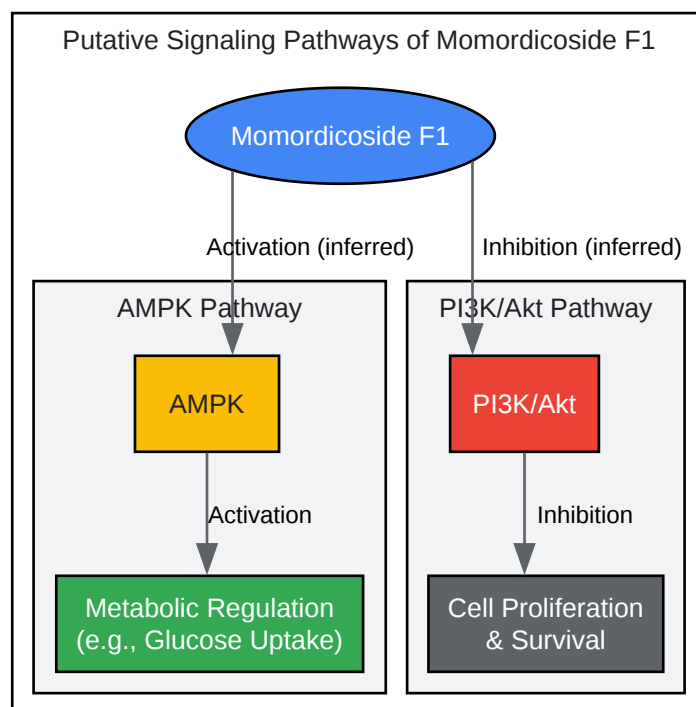 Putative Signaling Pathways of Momordicoside F1
Momordicoside F1
Activation (inferred)
Inhibition (inferred)
AMPK Pathway
PI3K/Akt Pathway
AMPK
PI3K/Akt
Activation
Inhibition
Metabolic Regulation
(e.g., Glucose Uptake)
Cell Proliferation
& Survival